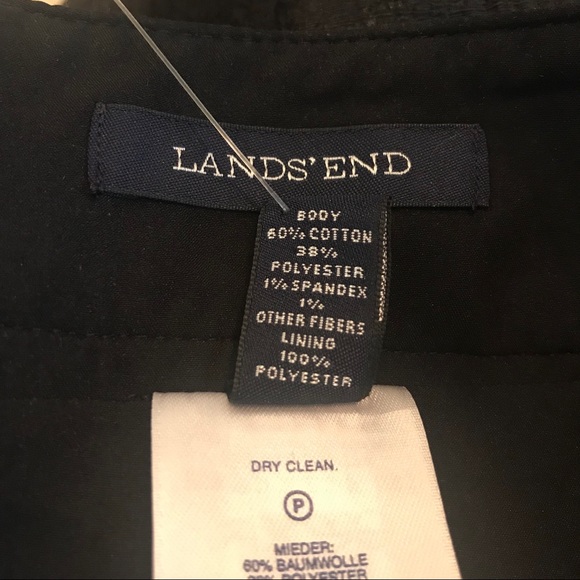 LANDS' END
BODY
60% COTTON
38%
POLYESTER
1% SPANDEX
1%
OTHER FIBERS
LINING
100%
POLYESTER
DRY CLEAN.
P
MIEDER:
60% BAUMWOLLE
POLYESTER